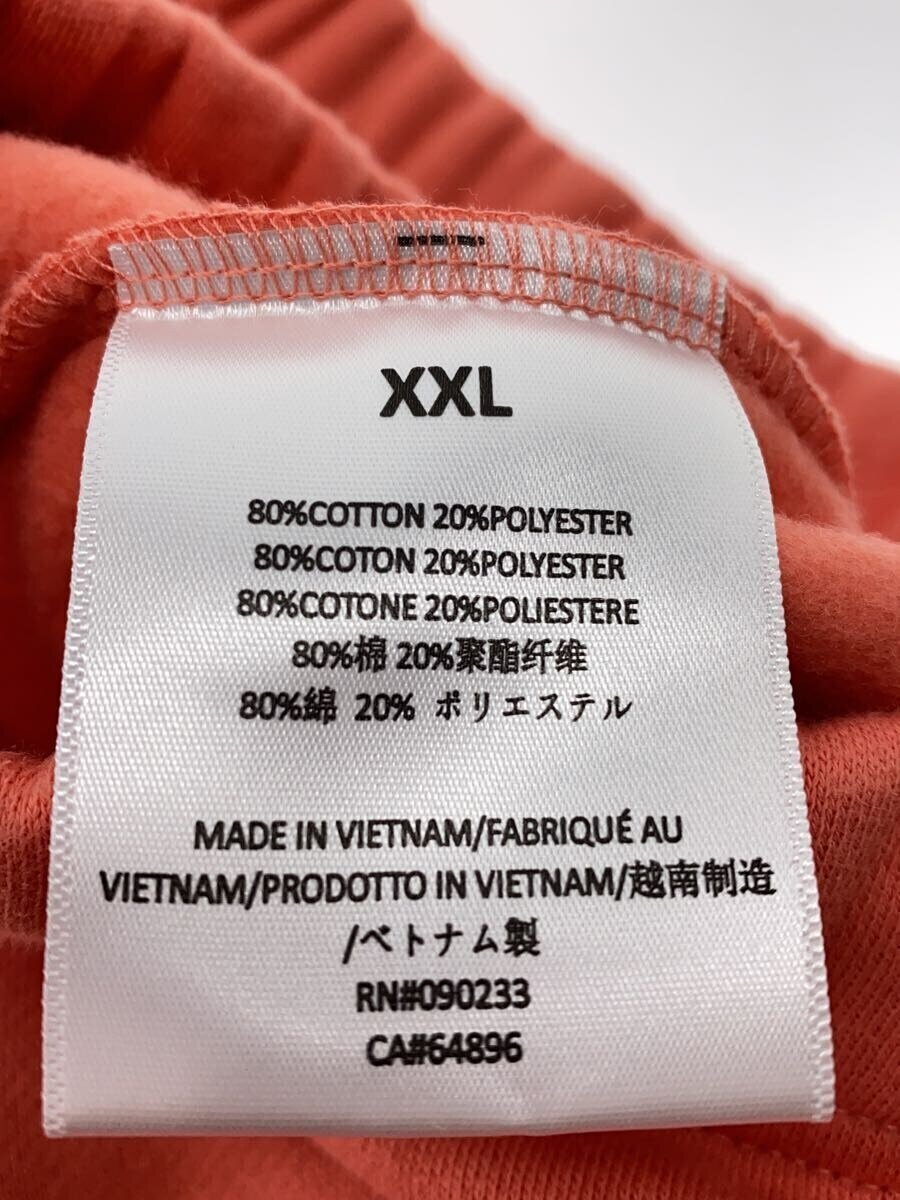 XXL
80%COTTON 20%POLYESTER
80%COTON 20%POLYESTER
80%COTONE 20%POLIESTERE
80%棉 20%聚酯纤维
80%綿 20% ポリエステル
MADE IN VIETNAM/FABRIQUÉ AU
VIETNAM/PRODOTTO IN VIETNAM/越南制造
/ベトナム製
RN#090233
CA#64896